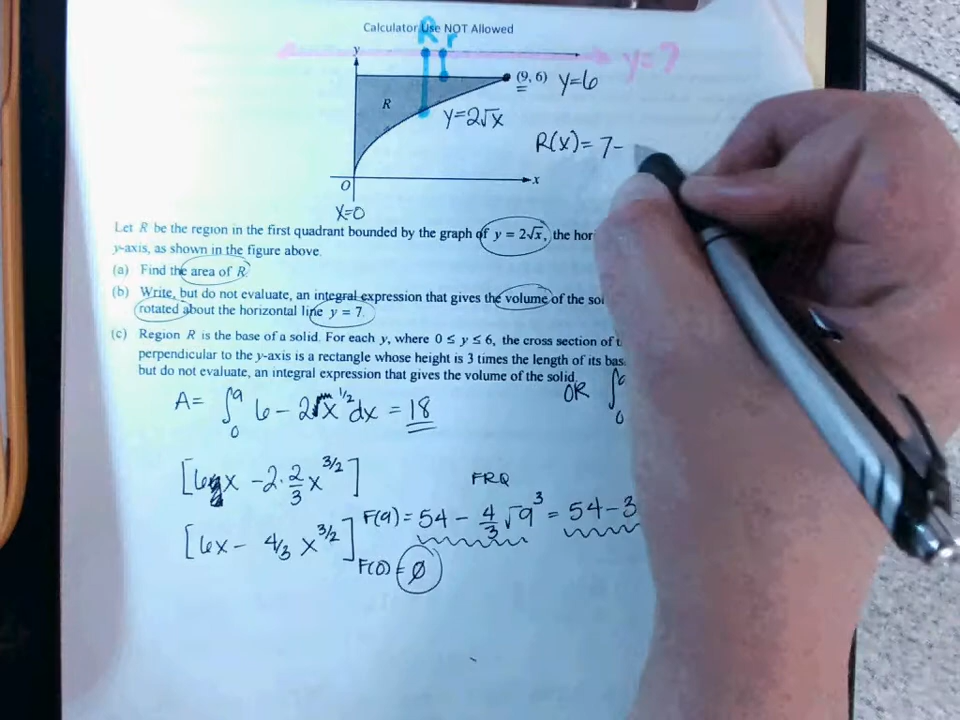 Calculator Use NOT Allowed
R r
y
y=7
(9, 6) y=6
R
y=2√x
R(x)= 7-
O
x
x=0
Let R be the region in the first quadrant bounded by the graph of y = 2√x, the hor
y-axis, as shown in the figure above.
(a) Find the area of R
(b) Write, but do not evaluate, an integral expression that gives the volume of the so
rotated about the horizontal line y = 7.
(c) Region R is the base of a solid. For each y, where 0 ≤ y ≤ 6, the cross section of t
perpendicular to the y-axis is a rectangle whose height is 3 times the length of its bas
but do not evaluate, an integral expression that gives the volume of the solid.
A= ∫₀⁹ 6 - 2x^1/2 dx = 18
OR ∫₀
[6x - 2·2/3 x^3/2]
FRQ
[6x - 4/3 x^3/2] F(9) = 54 - 4/3 √9³ = 54-3
F(0) = 0